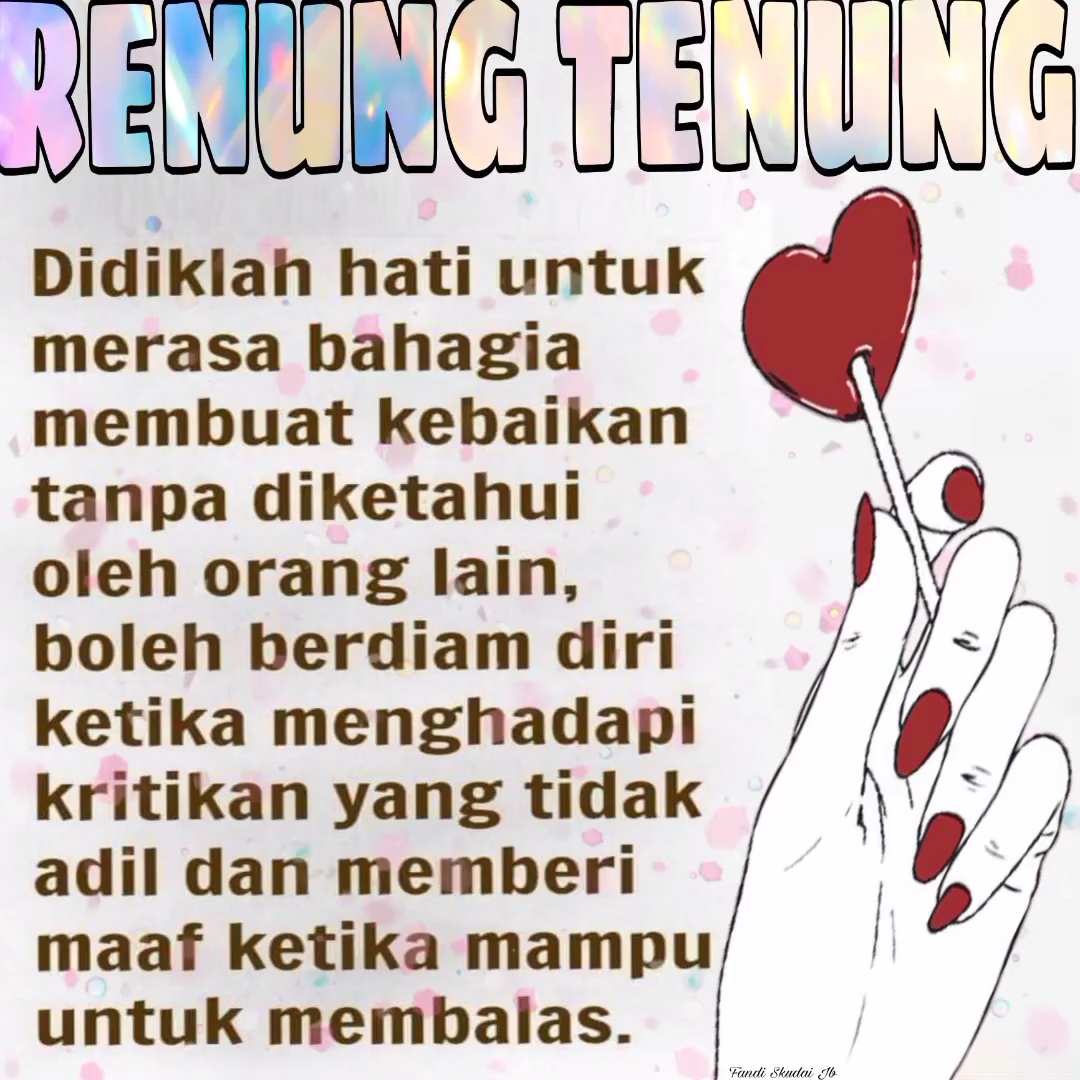 RENUNG TENUNG
Didiklah hati untuk
merasa bahagia
membuat kebaikan
tanpa diketahui
oleh orang lain,
boleh berdiam diri
ketika menghadapi
kritikan yang tidak
adil dan memberi
maaf ketika mampu
untuk membalas.
Fandi Skudai Jb